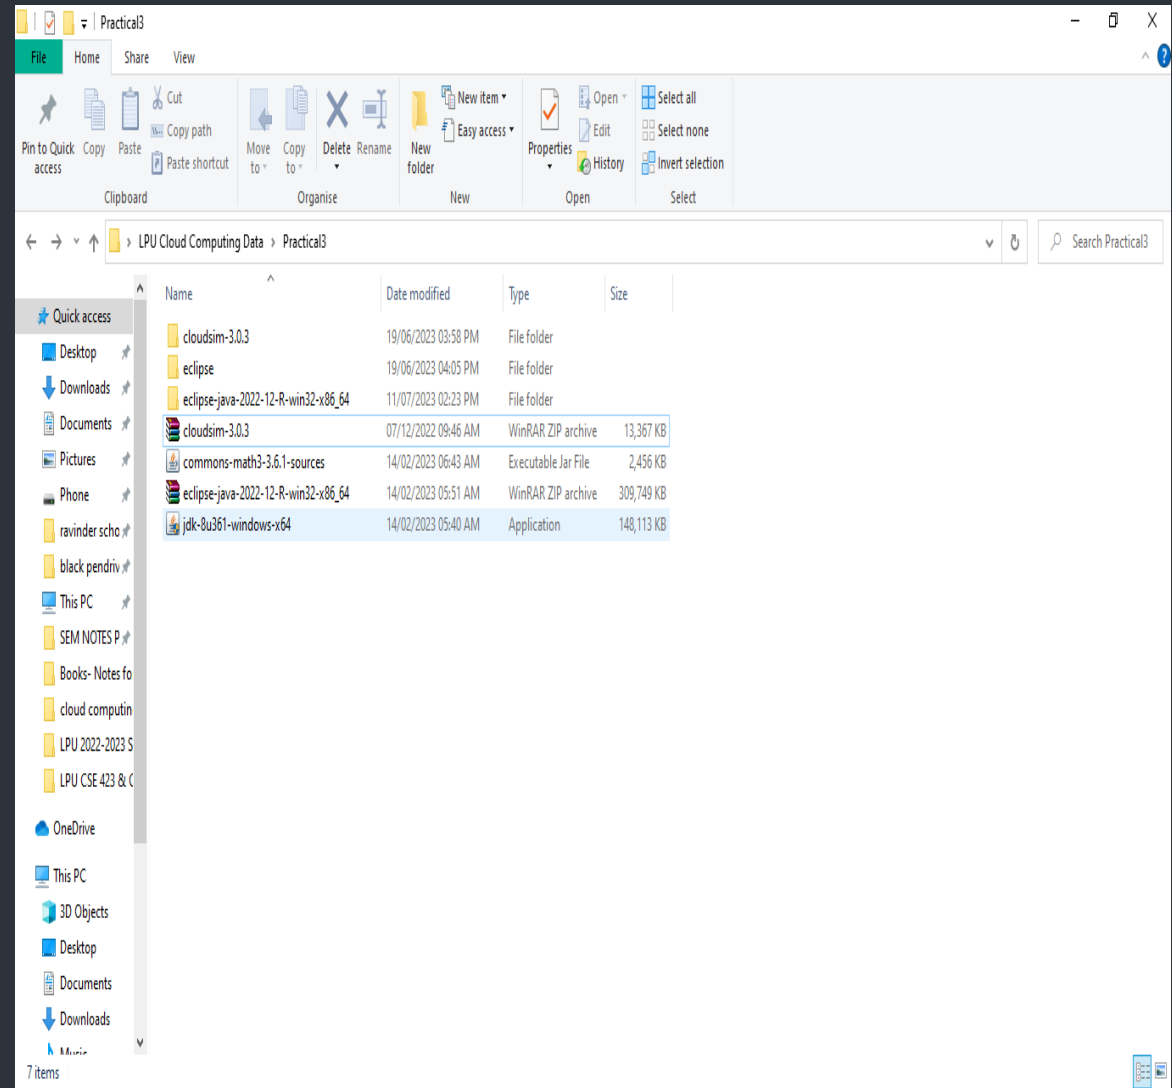 Practical3
File Home Share View
Pin to Quick access
Copy
Paste
Cut
Copy path
Paste shortcut
Clipboard
Move to
Copy to
Delete
Rename
Organise
New folder
New item
Easy access
New
Properties
Open
Edit
History
Open
Select all
Select none
Invert selection
Select
LPU Cloud Computing Data > Practical3
Search Practical3
Name Date modified Type Size
cloudsim-3.0.3 19/06/2023 03:58 PM File folder
eclipse 19/06/2023 04:05 PM File folder
eclipse-java-2022-12-R-win32-x86_64 11/07/2023 02:23 PM File folder
cloudsim-3.0.3 07/12/2022 09:46 AM WinRAR ZIP archive 13,367 KB
commons-math3-3.6.1-sources 14/02/2023 06:43 AM Executable Jar File 2,456 KB
eclipse-java-2022-12-R-win32-x86_64 14/02/2023 05:51 AM WinRAR ZIP archive 309,749 KB
jdk-8u361-windows-x64 14/02/2023 05:40 AM Application 148,113 KB
Quick access
Desktop
Downloads
Documents
Pictures
Phone
ravinder scho
black pendriv
This PC
SEM NOTES P
Books- Notes fo
cloud computin
LPU 2022-2023 S
LPU CSE 423 & C
OneDrive
This PC
3D Objects
Desktop
Documents
Downloads
Music
7 items